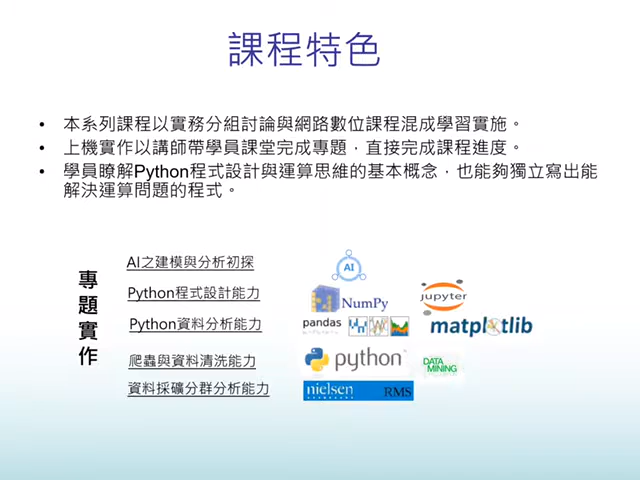 課程特色
• 本系列課程以實務分組討論與網路數位課程混成學習實施。
• 上機實作以講師帶學員課堂完成專題，直接完成課程進度。
• 學員瞭解Python程式設計與運算思維的基本概念，也能夠獨立寫出能
解決運算問題的程式。
專題實作
AI之建模與分析初探
Python程式設計能力
Python資料分析能力
爬蟲與資料清洗能力
資料採礦分群分析能力
AI
NumPy
jupyter
pandas
matplotlib
python
DATA
MINING
nielsen
RMS